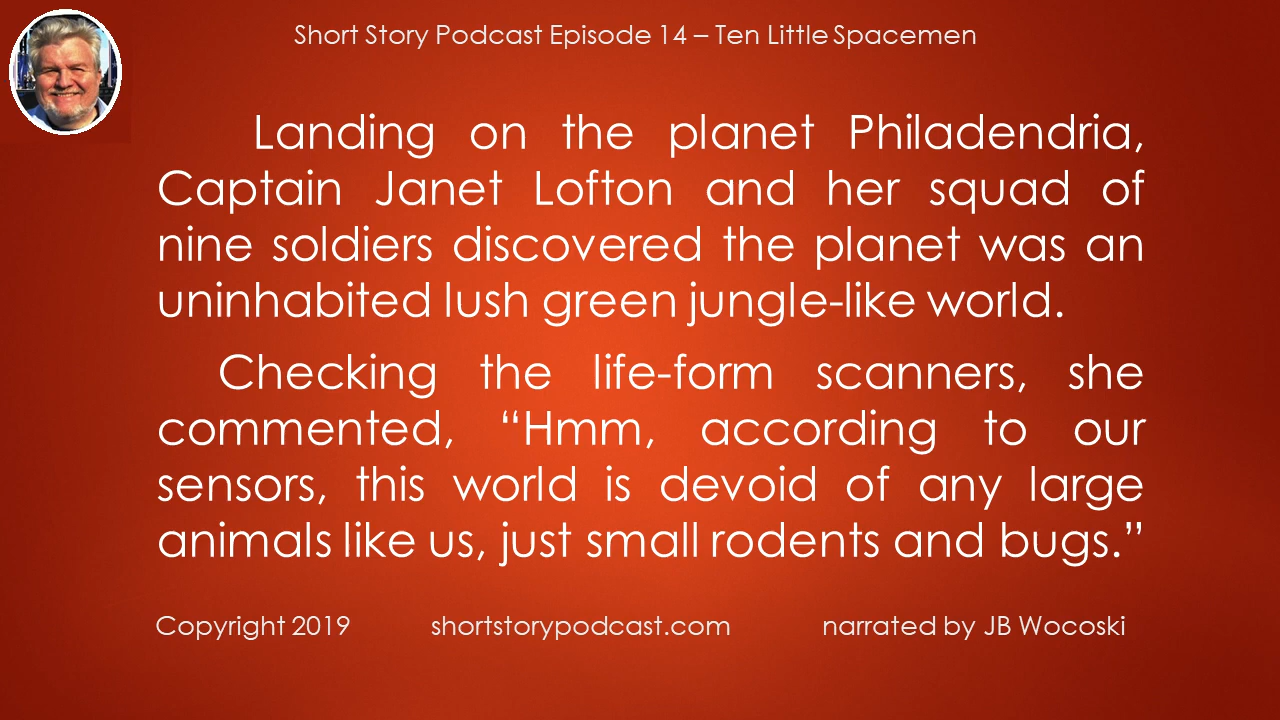 Short Story Podcast Episode 14 – Ten Little Spacemen
Landing on the planet Philadendria,
Captain Janet Lofton and her squad of
nine soldiers discovered the planet was an
uninhabited lush green jungle-like world.
Checking the life-form scanners, she
commented, “Hmm, according to our
sensors, this world is devoid of any large
animals like us, just small rodents and bugs.”
Copyright 2019 shortstorypodcast.com narrated by JB Wocoski